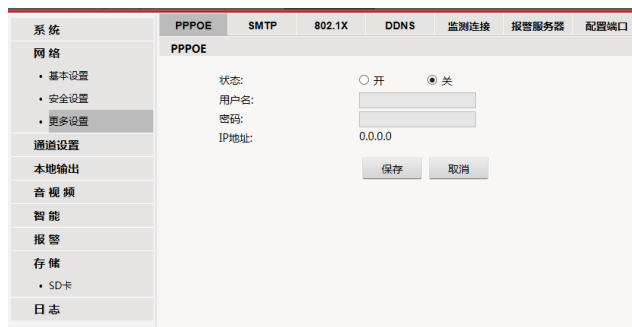 系 统
网 络
• 基本设置
• 安全设置
• 更多设置
通道设置
本地输出
音 视 频
智 能
报 警
存 储
• SD卡
日 志
PPPOE SMTP 802.1X DDNS 监测连接 报警服务器 配置端口
PPPOE
状态: 开 关
用户名:
密码:
IP地址: 0.0.0.0
保存 取消